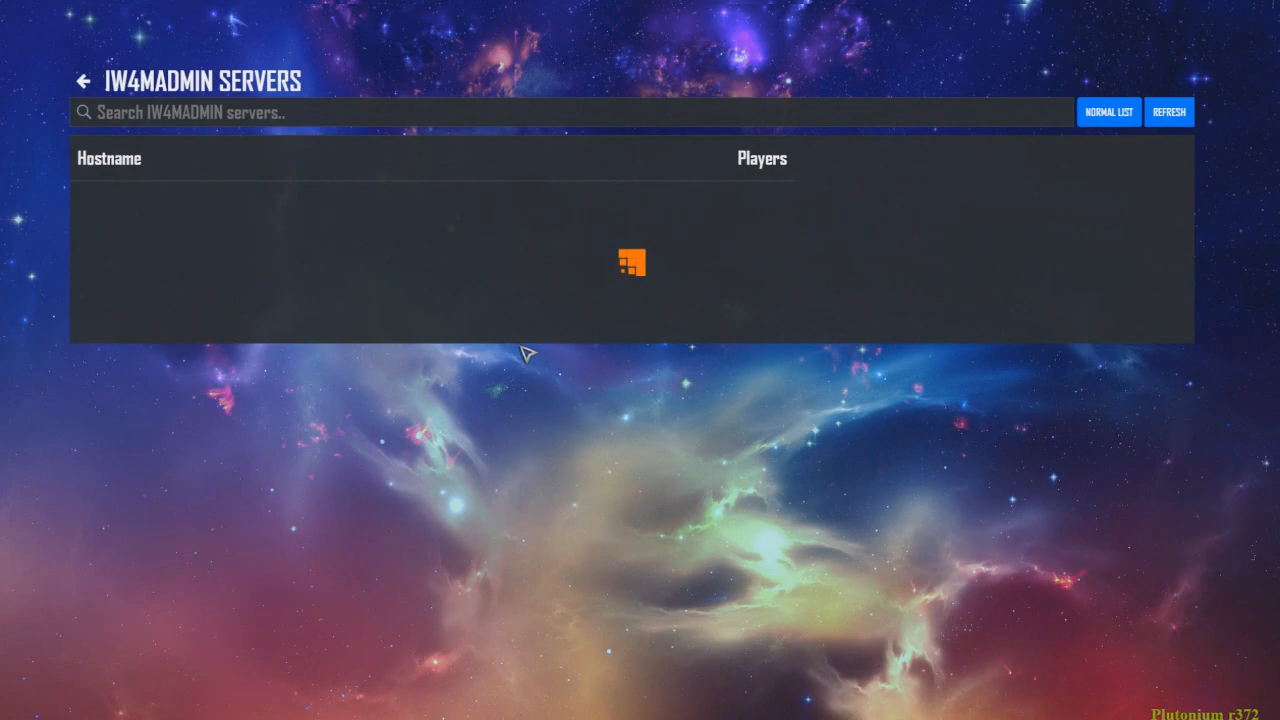 IW4MADMIN SERVERS
Search IW4MADMIN servers..
NORMAL LIST
REFRESH
Hostname
Players
Plutonium r372